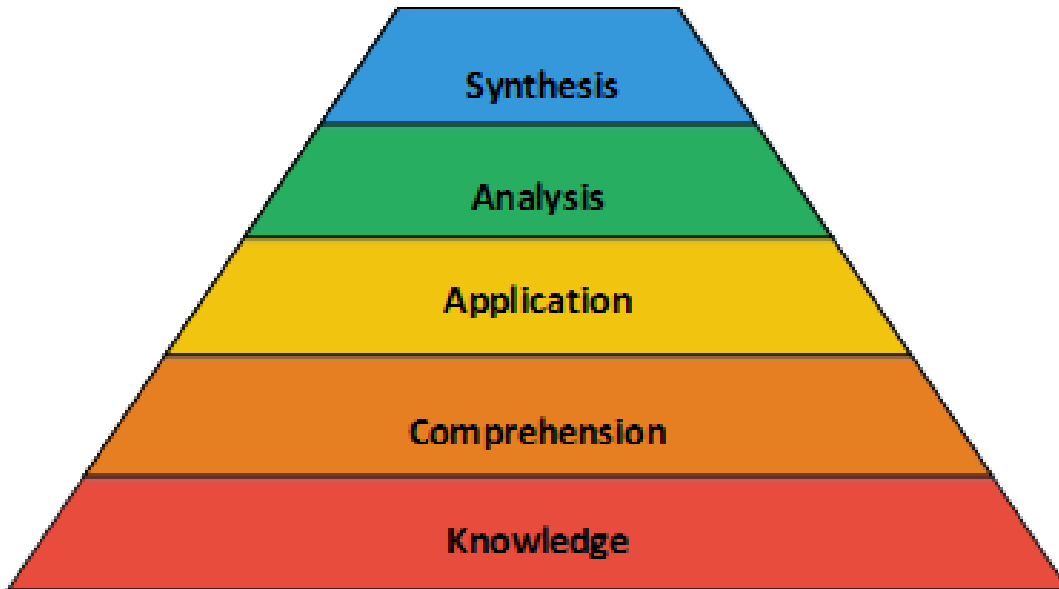 Synthesis
Analysis
Application
Comprehension
Knowledge